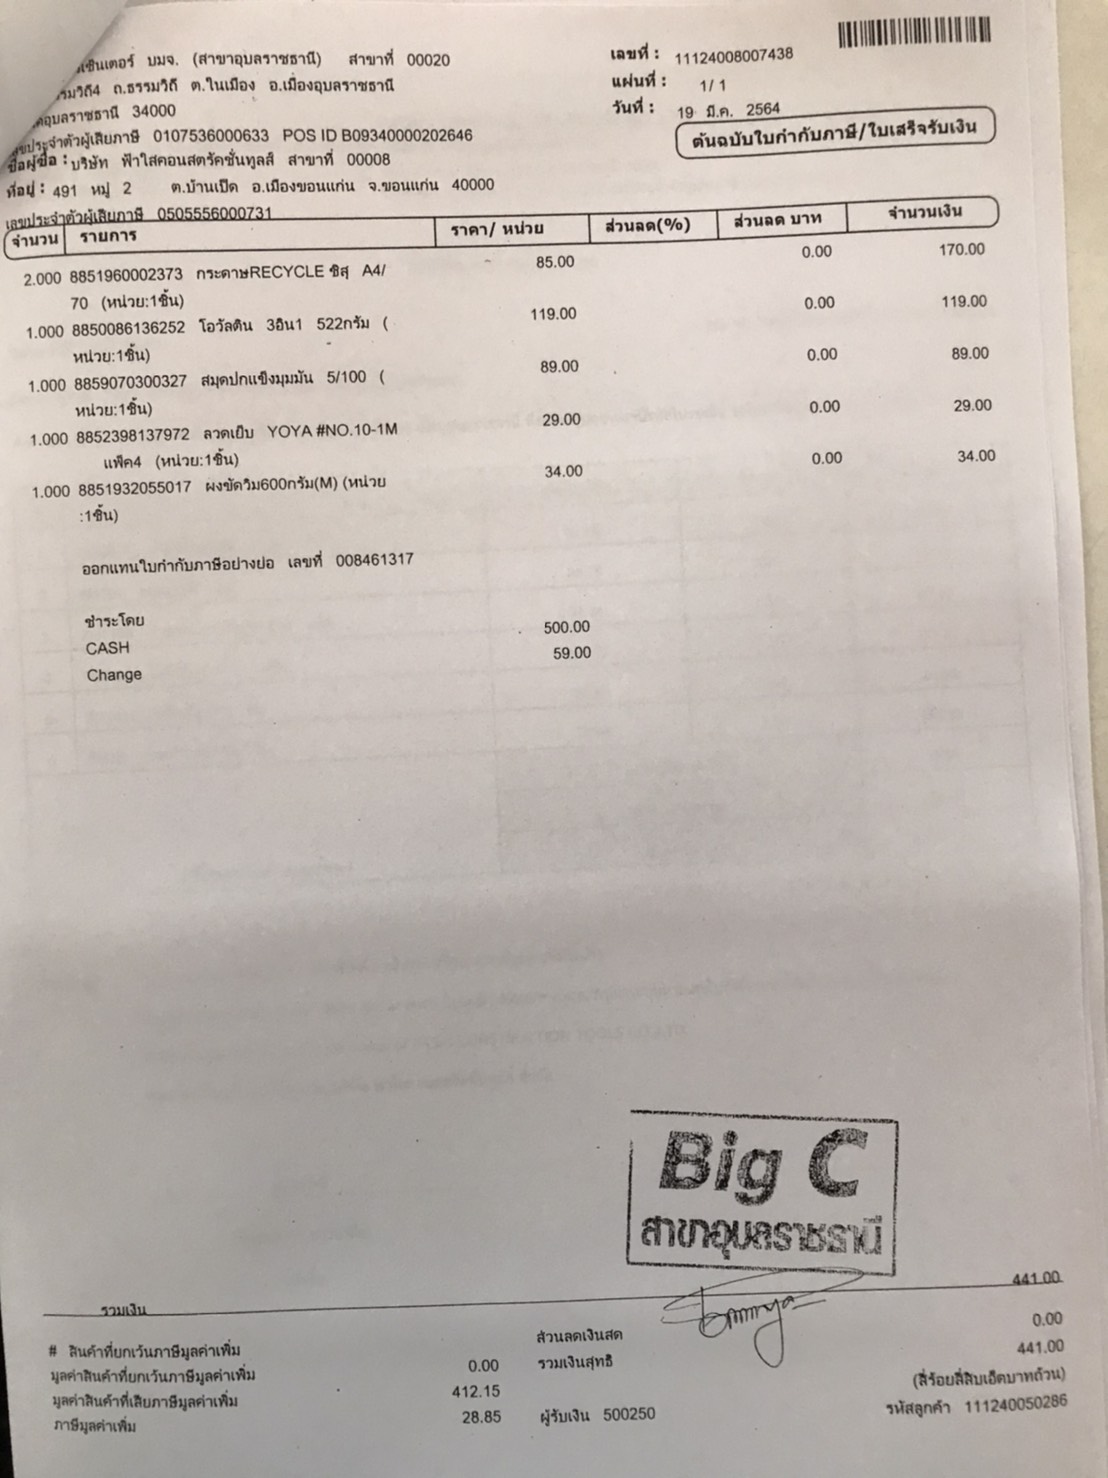 บมจ. (สาขาอุบลราชธานี) สาขาที่ 00020
ถ.ธรรมวิถี ต.ในเมือง อ.เมืองอุบลราชธานี
34000
เลขที่ : 11124008007438
แผ่นที่ : 1/ 1
วันที่ : 19 มี.ค. 2564
ต้นฉบับใบกำกับภาษี/ใบเสร็จรับเงิน
ประจำตัวผู้เสียภาษี 0107536000633 POS ID B09340000202646
ชื่อผู้ซื้อ : บริษัท ฟ้าใสคอนสตรัคชั่นทูลส์ สาขาที่ 00008
ที่อยู่ : 491 หมู่ 2 ต.บ้านเป็ด อ.เมืองขอนแก่น จ.ขอนแก่น 40000
เลขประจำตัวผู้เสียภาษี 0505556000731
จำนวน รายการ ราคา/ หน่วย ส่วนลด(%) ส่วนลด บาท จำนวนเงิน
2.000 8851960002373 กระดาษRECYCLE ชิสุ A4/ 85.00 0.00 170.00
70 (หน่วย:1ชิ้น)
1.000 8850086136252 โอวัลติน 3อิน1 522กรัม ( 119.00 0.00 119.00
หน่วย:1ชิ้น)
1.000 8859070300327 สมุดปกแข็งมุมมัน 5/100 ( 89.00 0.00 89.00
หน่วย:1ชิ้น)
1.000 8852398137972 ลวดเย็บ YOYA #NO.10-1M 29.00 0.00 29.00
แพ็ค4 (หน่วย:1ชิ้น)
1.000 8851932055017 ผงขัดวิม600กรัม(M) (หน่วย 34.00 0.00 34.00
:1ชิ้น)
ออกแทนใบกำกับภาษีอย่างย่อ เลขที่ 008461317
ชำระโดย
CASH 500.00
Change 59.00
Big C
สาขาอุบลราชธานี
รวมเงิน 441.00
# สินค้าที่ยกเว้นภาษีมูลค่าเพิ่ม ส่วนลดเงินสด 0.00
มูลค่าสินค้าที่ยกเว้นภาษีมูลค่าเพิ่ม 0.00 รวมเงินสุทธิ 441.00
มูลค่าสินค้าที่เสียภาษีมูลค่าเพิ่ม 412.15 (สี่ร้อยสี่สิบเอ็ดบาทถ้วน)
ภาษีมูลค่าเพิ่ม 28.85 ผู้รับเงิน 500250 รหัสลูกค้า 111240050286